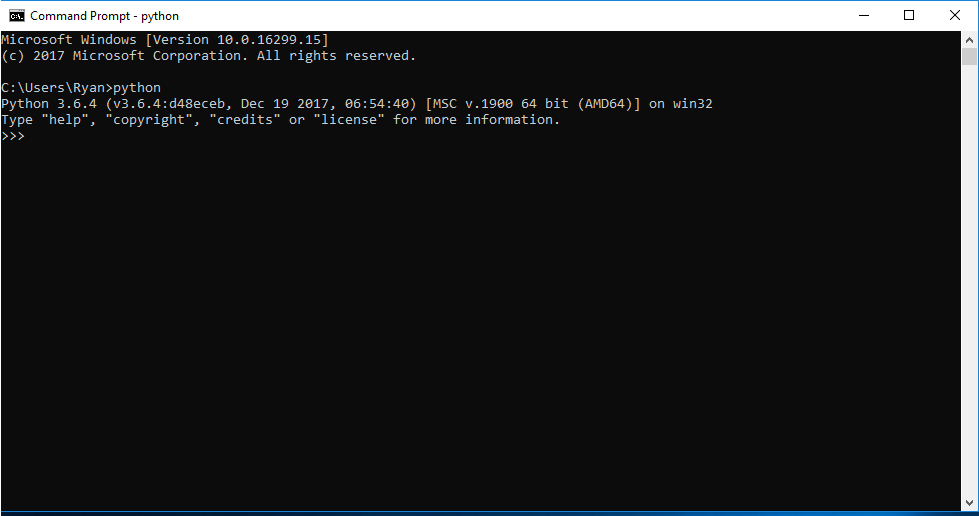 Command Prompt - python
Microsoft Windows [Version 10.0.16299.15]
(c) 2017 Microsoft Corporation. All rights reserved.
C:\Users\Ryan>python
Python 3.6.4 (v3.6.4:d48eceb, Dec 19 2017, 06:54:40) [MSC v.1900 64 bit (AMD64)] on win32
Type "help", "copyright", "credits" or "license" for more information.
>>>